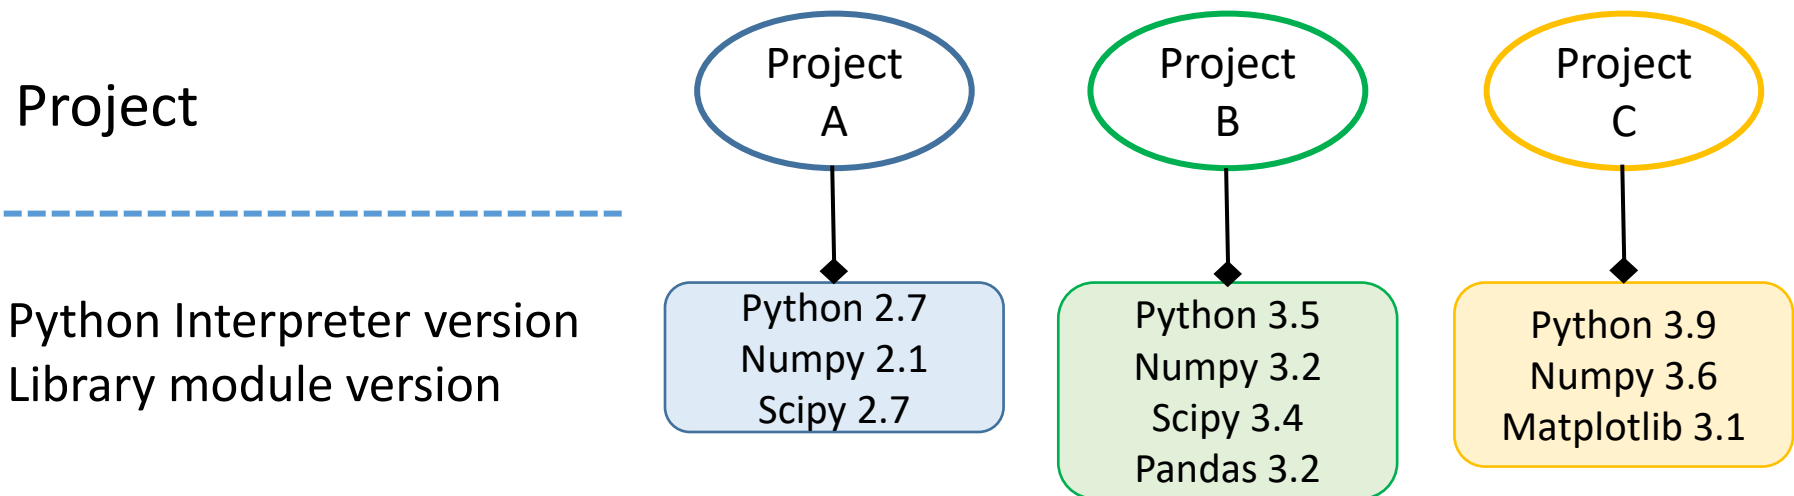 Project
Project
A
Project
B
Project
C
Python Interpreter version
Library module version
Python 2.7
Numpy 2.1
Scipy 2.7
Python 3.5
Numpy 3.2
Scipy 3.4
Pandas 3.2
Python 3.9
Numpy 3.6
Matplotlib 3.1